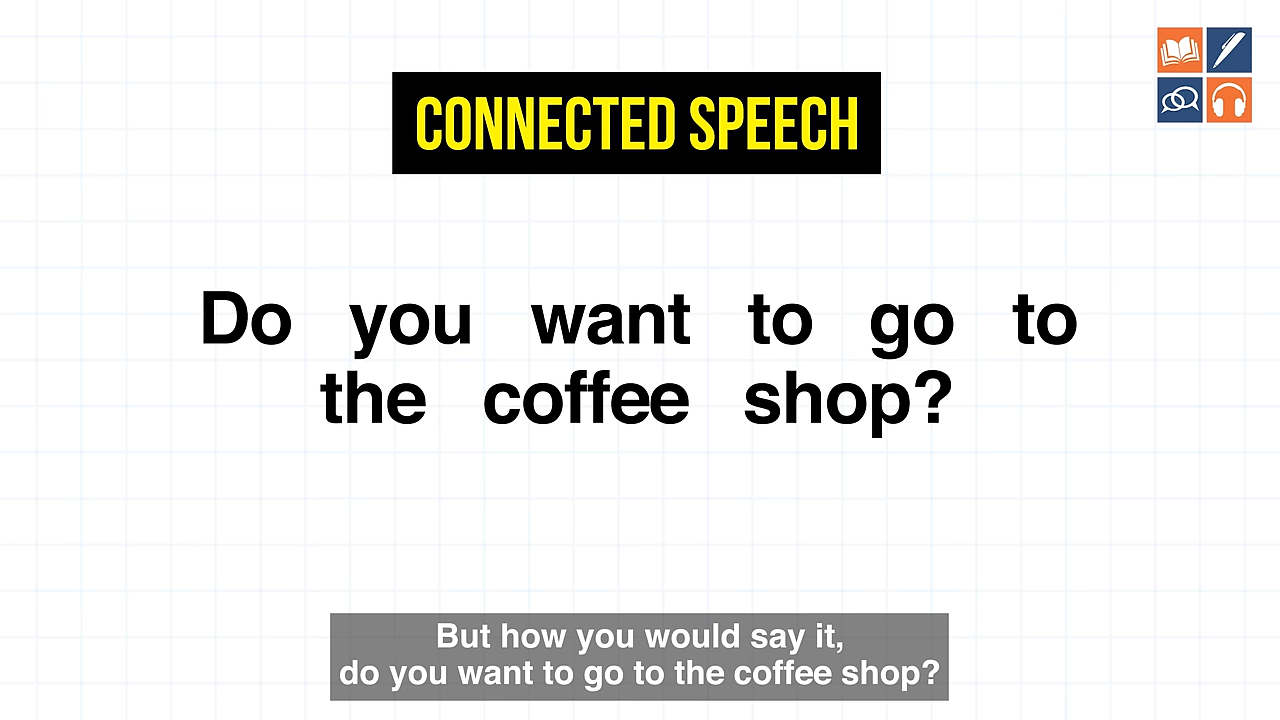 CONNECTED SPEECH
Do you want to go to
the coffee shop?
But how you would say it,
do you want to go to the coffee shop?